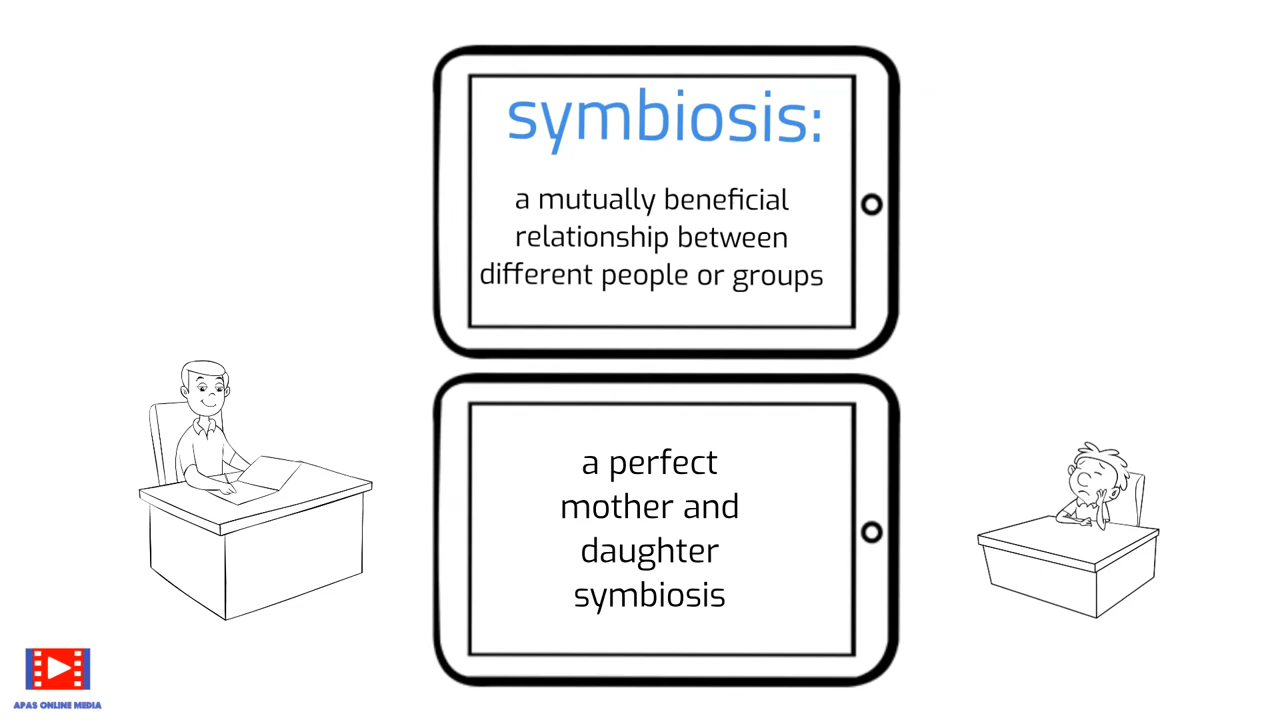 symbiosis:
a mutually beneficial
relationship between
different people or groups
a perfect
mother and
daughter
symbiosis
APAS ONLINE MEDIA